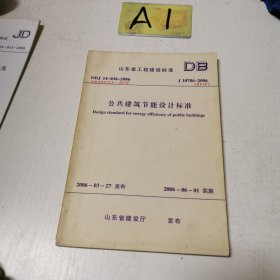 A1
JD
山东省工程建设标准
DB
DBJ 14-036-2006
J 10786-2006
公共建筑节能设计标准
Design standard for energy efficiency of public buildings
2006-03-27 发布
2006-06-01 实施
山东省建设厅 发布